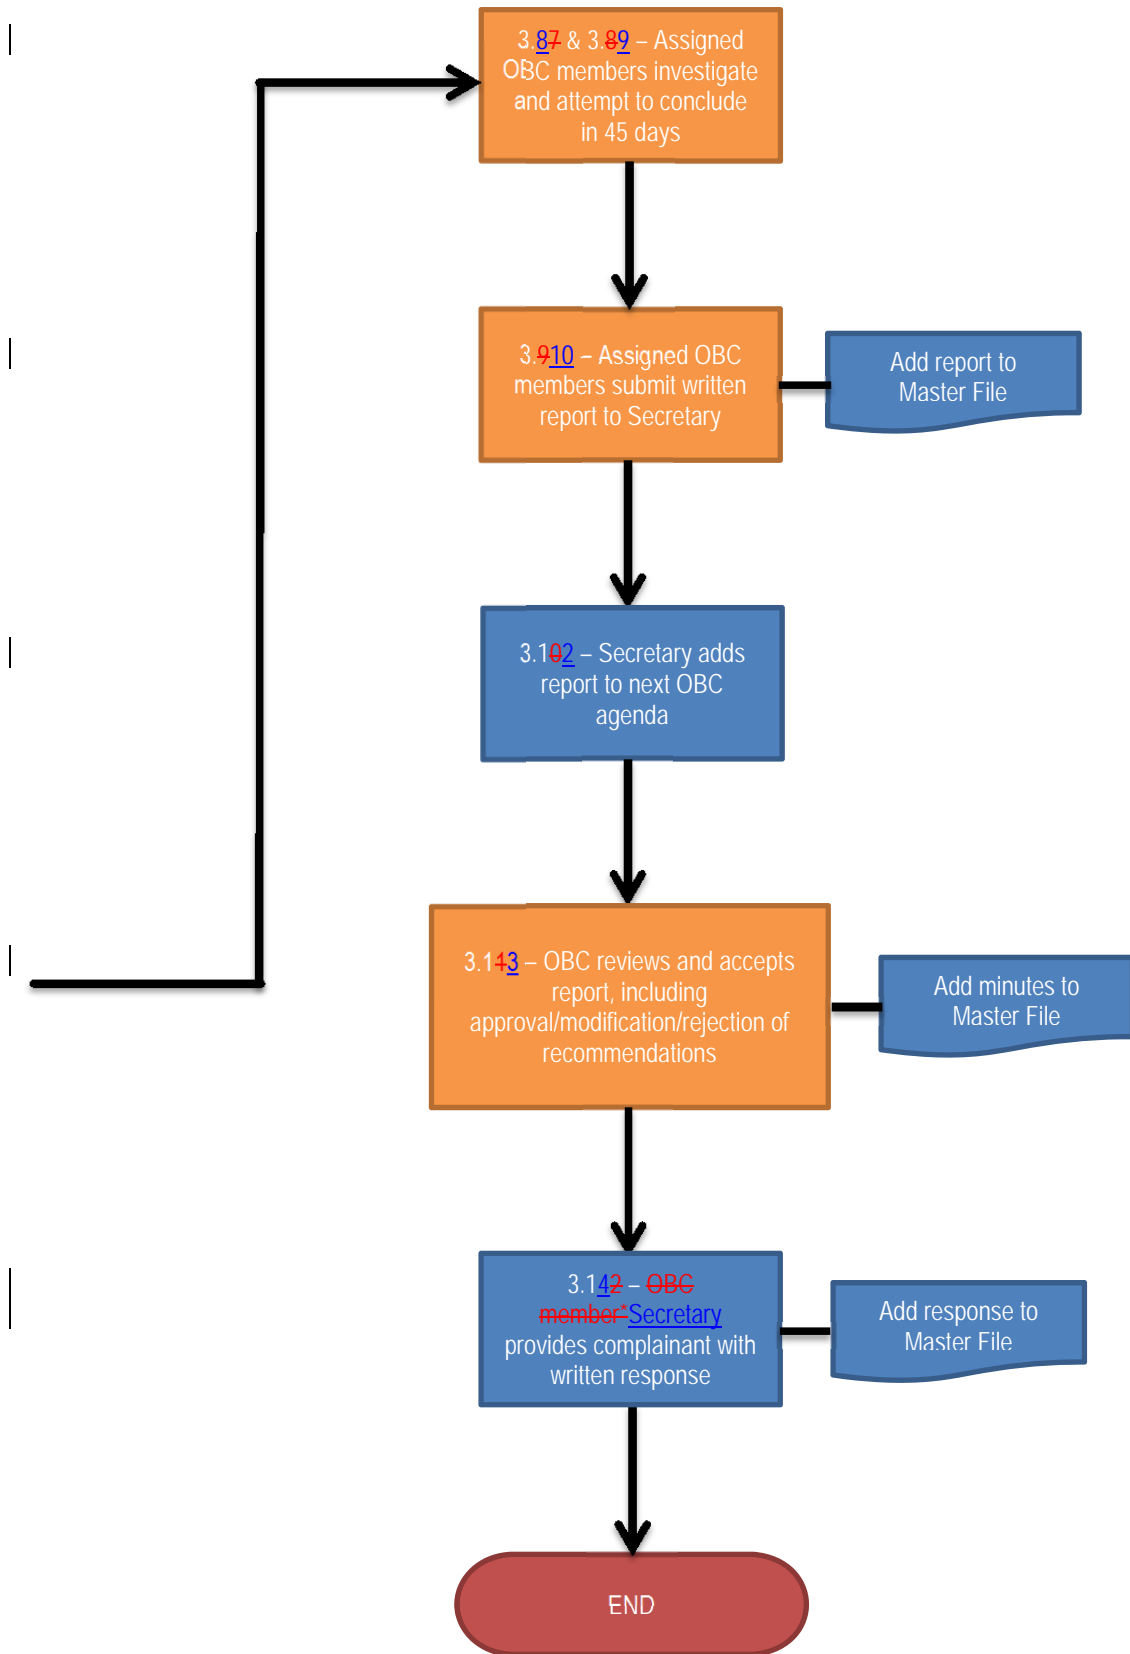 3.87 & 3.89 – Assigned
OBC members investigate
and attempt to conclude
in 45 days
3.910 – Assigned OBC
members submit written
report to Secretary
Add report to
Master File
3.102 – Secretary adds
report to next OBC
agenda
3.113 – OBC reviews and accepts
report, including
approval/modification/rejection of
recommendations
Add minutes to
Master File
3.142 – OBC
member*Secretary
provides complainant with
written response
Add response to
Master File
END